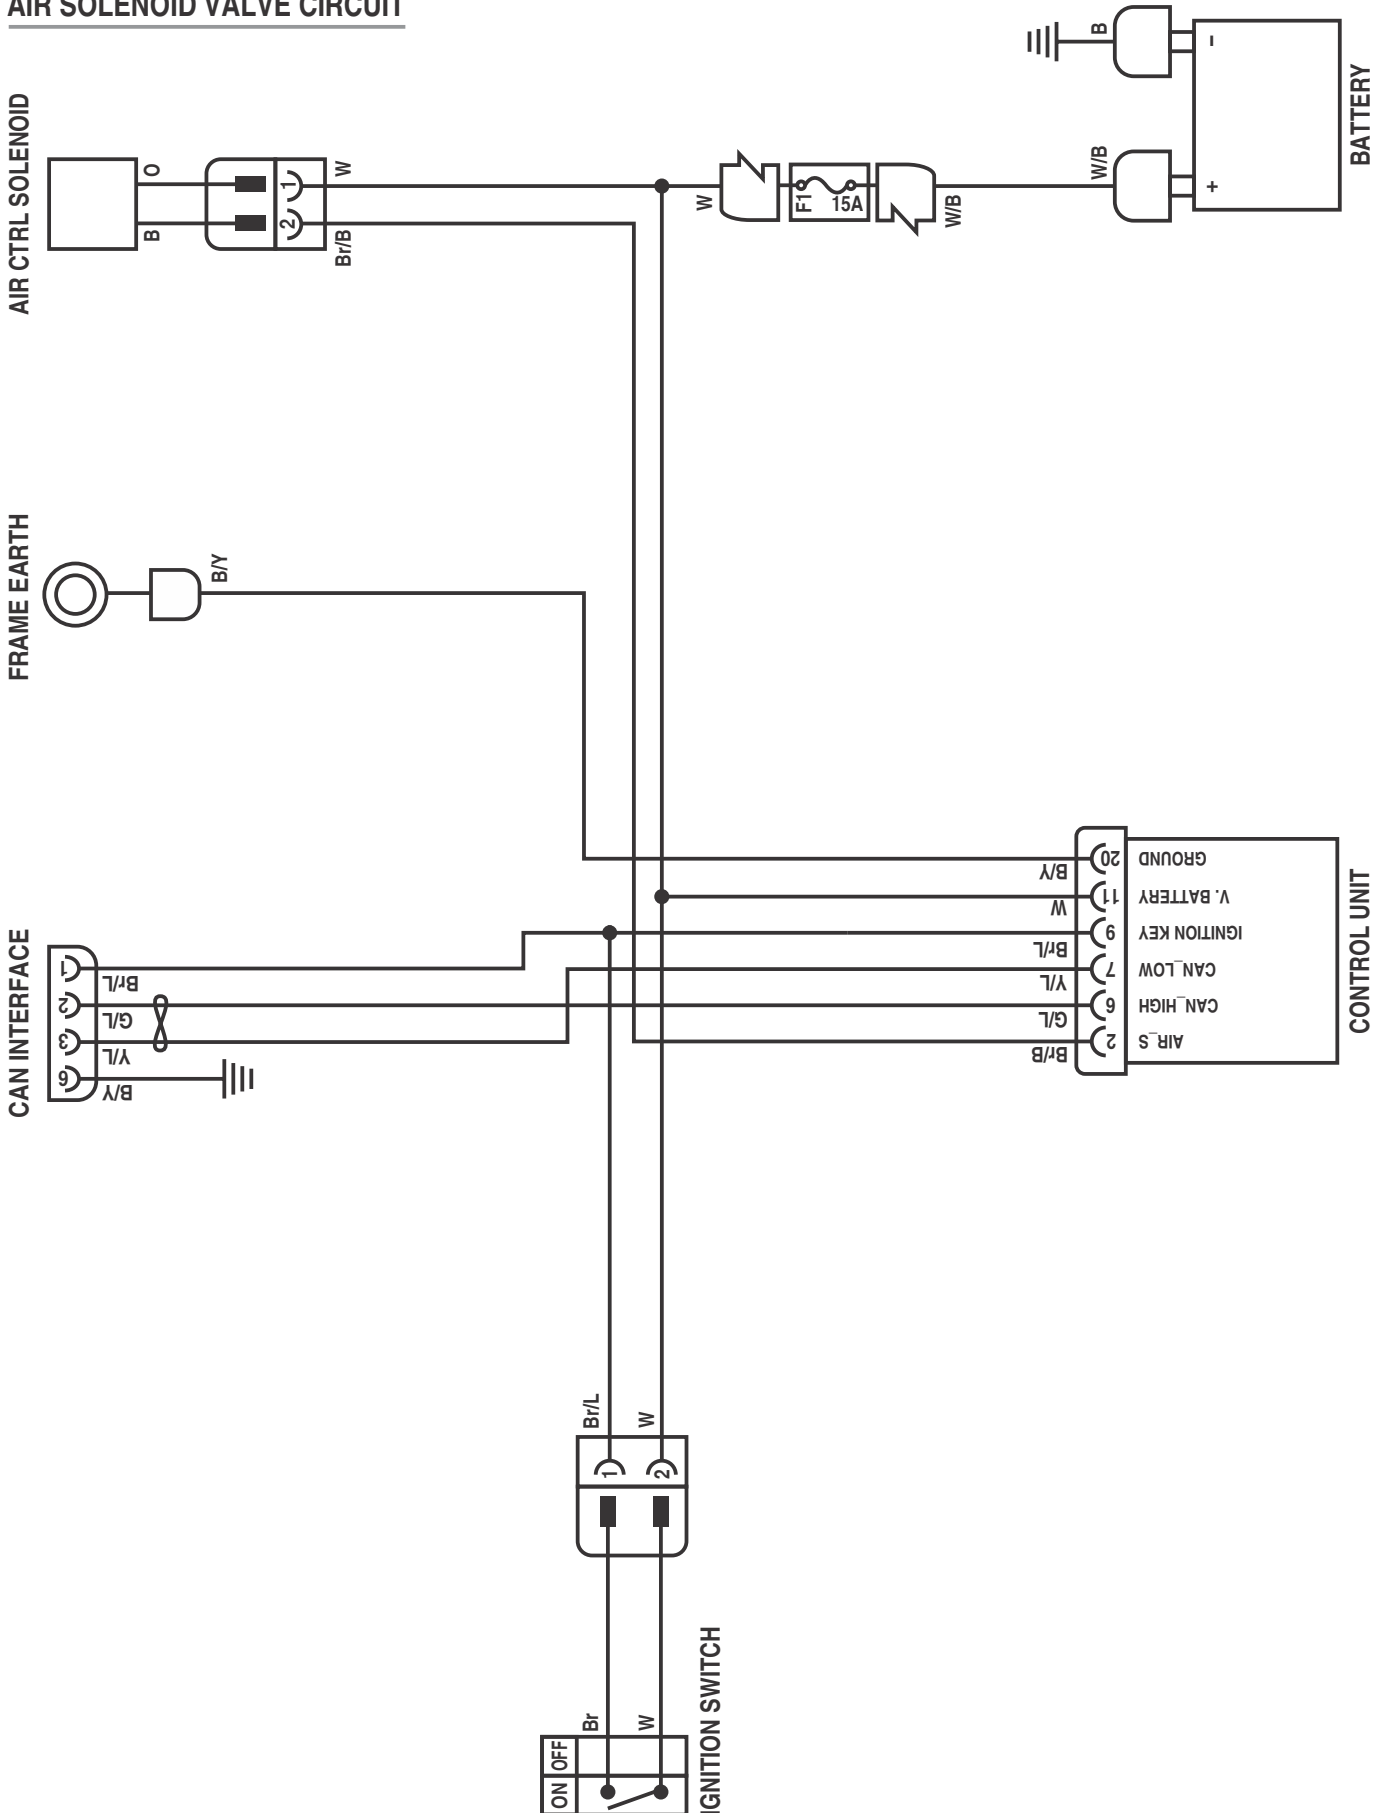 AIR SOLENOID VALVE CIRCUIT
AIR CTRL SOLENOID
O
B
1
2
W
Br/B
W
F1
15A
W/B
W/B
B
+
-
BATTERY
FRAME EARTH
B/Y
CAN INTERFACE
1
2
3
6
Br/L
G/L
Y/L
B/Y
B/Y
W
Br/L
Y/L
G/L
Br/B
20
11
9
7
6
2
GROUND
V. BATTERY
IGNITION KEY
CAN_LOW
CAN_HIGH
AIR_S
CONTROL UNIT
Br/L
W
1
2
Br
W
OFF
ON
IGNITION SWITCH